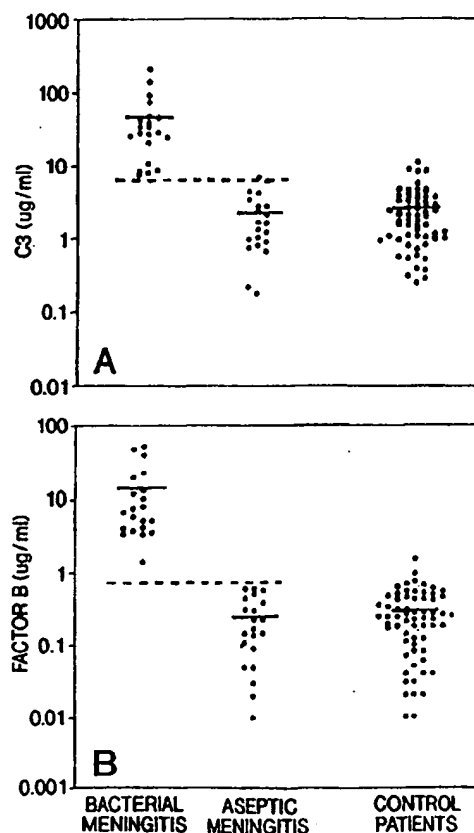 1000
100
10
1
0.1
0.01
C3 (ug/ml)
A
100
10
1
0.1
0.01
0.001
FACTOR B (ug/ml)
B
BACTERIAL
MENINGITIS
ASEPTIC
MENINGITIS
CONTROL
PATIENTS